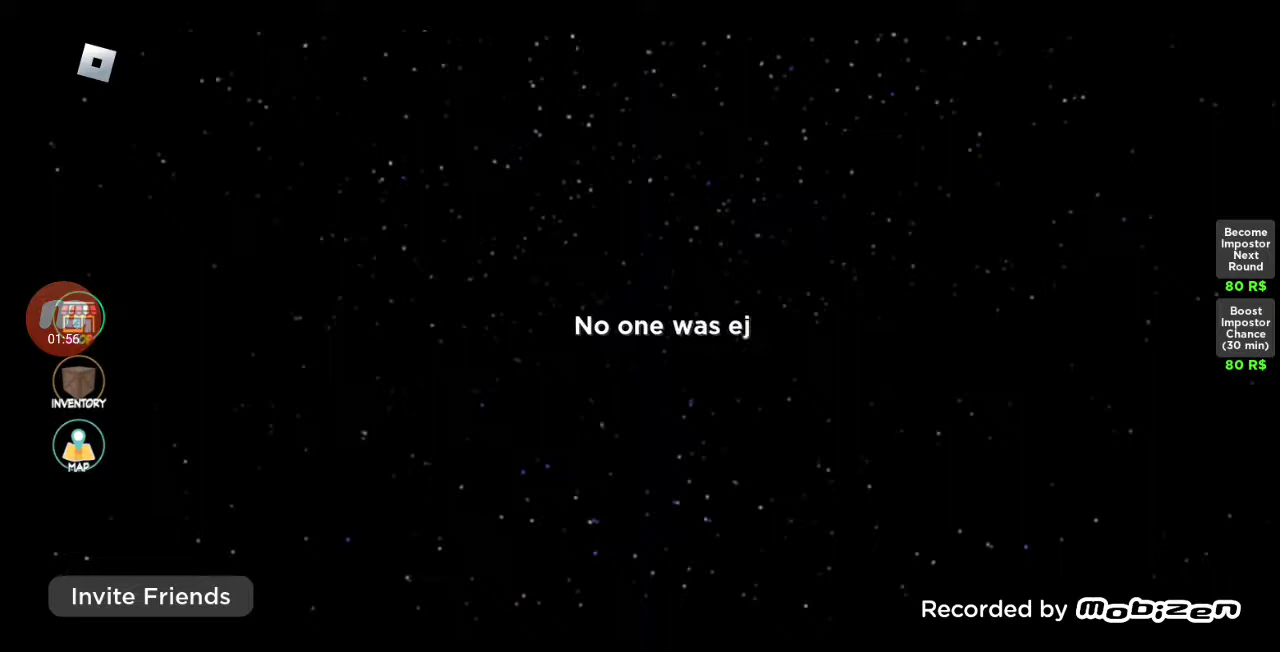 No one was ej
Become
Impostor
Next
Round
80 R$
Boost
Impostor
Chance
(30 min)
80 R$
01:56
INVENTORY
MAP
Invite Friends
Recorded by mobizen